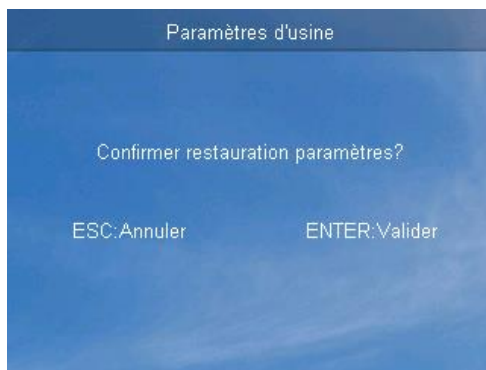 Paramètres d'usine
Confirmer restauration paramètres?
ESC:Annuler ENTER:Valider